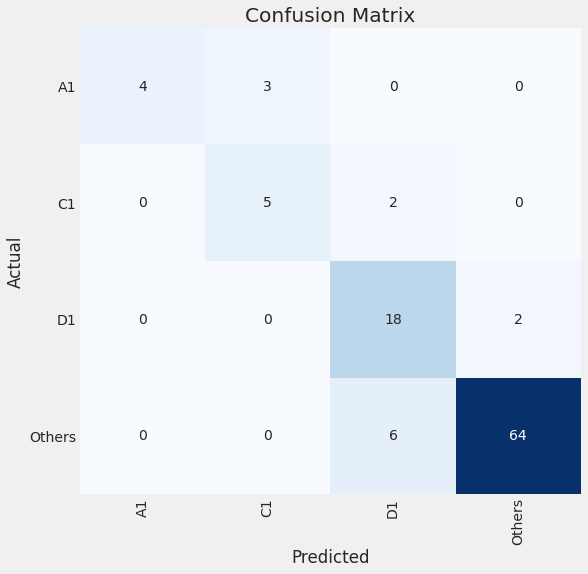 Confusion Matrix
A1 4 3 0 0
C1 0 5 2 0
D1 0 0 18 2
Others 0 0 6 64
A1 C1 D1 Others
Predicted
Actual